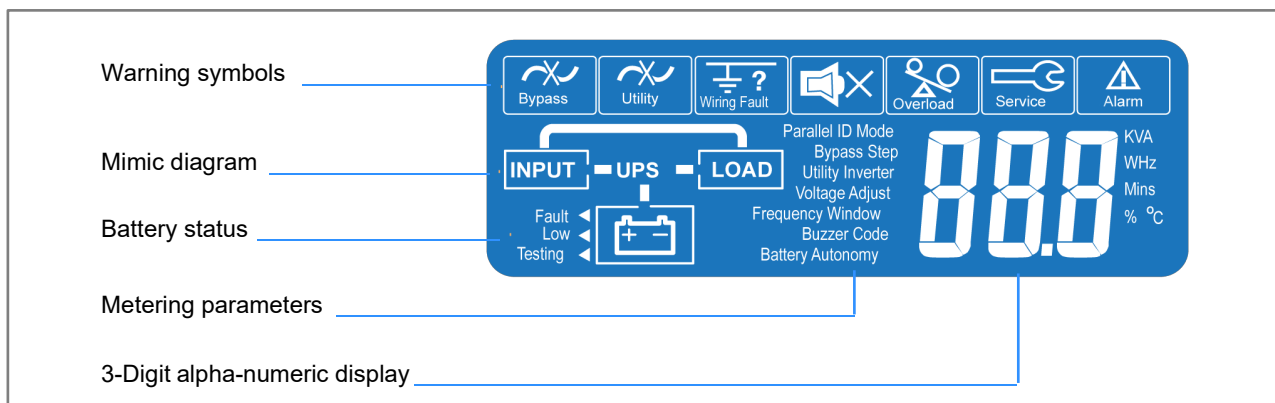 Warning symbols
Bypass
Utility
?
Wiring Fault
Overload
Service
Alarm
Mimic diagram
INPUT
UPS
LOAD
Parallel ID Mode
Bypass Step
Utility Inverter
Voltage Adjust
Frequency Window
Buzzer Code
Battery Autonomy
88.8
KVA
WHz
Mins
% °C
Battery status
Fault
Low
Testing
+ −
Metering parameters
3-Digit alpha-numeric display